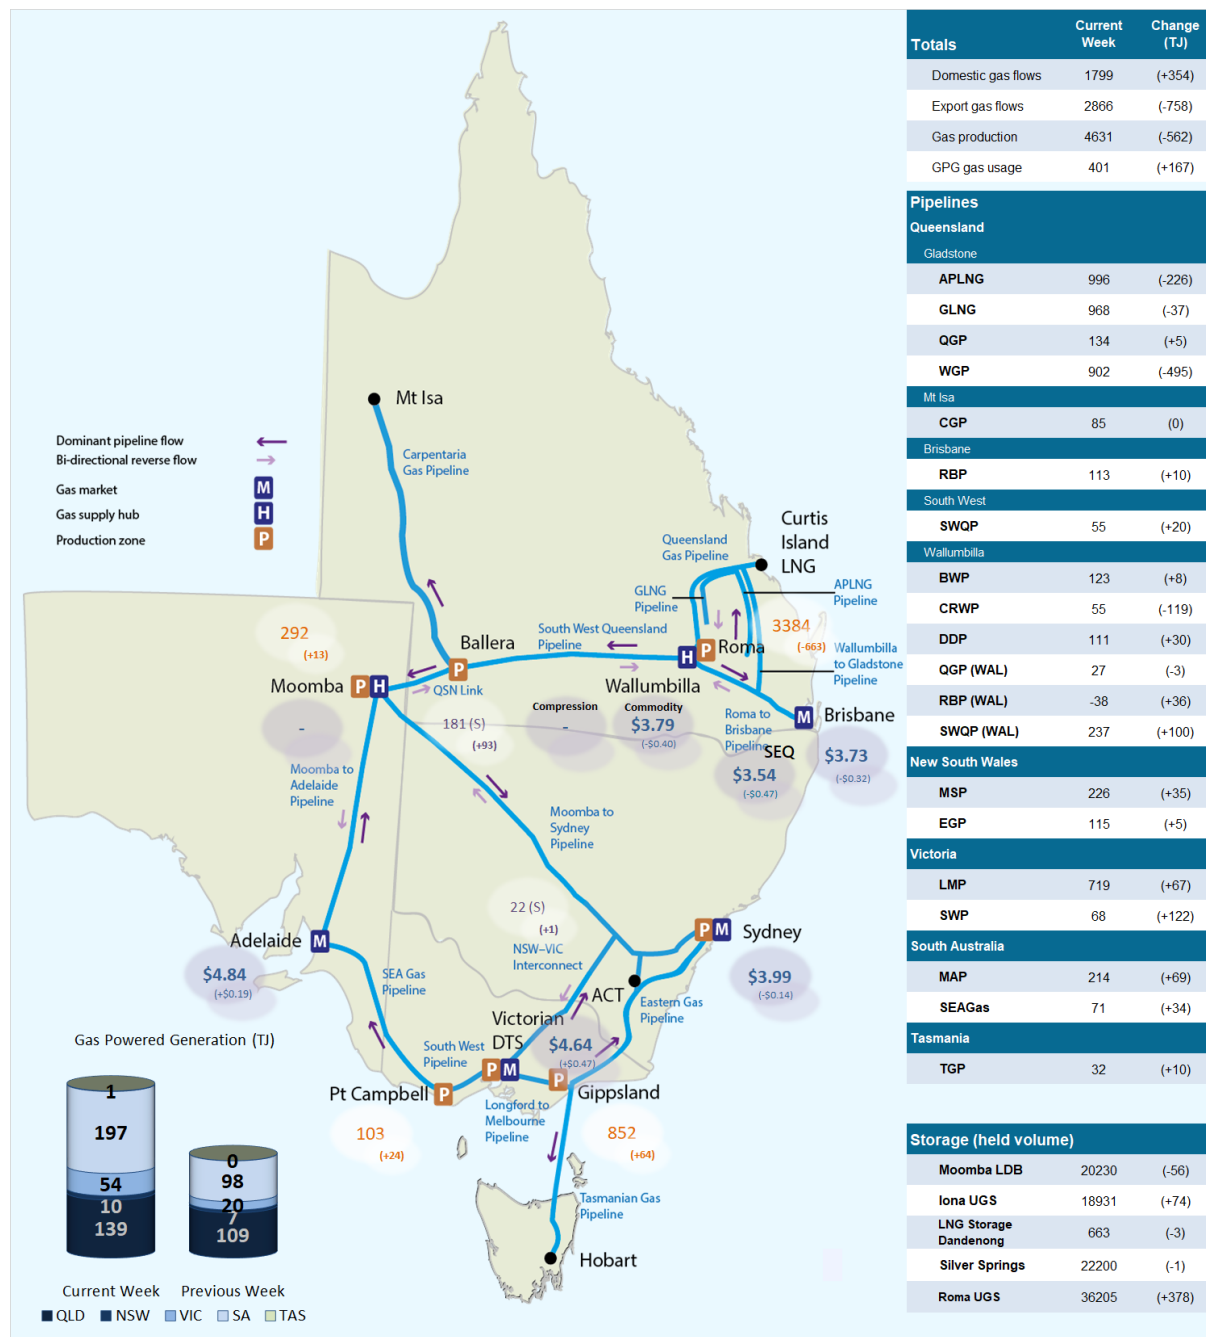 Totals Current Week Change (TJ)
Domestic gas flows 1799 (+354)
Export gas flows 2866 (-758)
Gas production 4631 (-562)
GPG gas usage 401 (+167)
Pipelines
Queensland
Gladstone
APLNG 996 (-226)
GLNG 968 (-37)
QGP 134 (+5)
WGP 902 (-495)
Mt Isa
CGP 85 (0)
Brisbane
RBP 113 (+10)
South West
SWQP 55 (+20)
Wallumbilla
BWP 123 (+8)
CRWP 55 (-119)
DDP 111 (+30)
QGP (WAL) 27 (-3)
RBP (WAL) -38 (+36)
SWQP (WAL) 237 (+100)
New South Wales
MSP 226 (+35)
EGP 115 (+5)
Victoria
LMP 719 (+67)
SWP 68 (+122)
South Australia
MAP 214 (+69)
SEAGas 71 (+34)
Tasmania
TGP 32 (+10)
Storage (held volume)
Moomba LDB 20230 (-56)
Iona UGS 18931 (+74)
LNG Storage
Dandenong 663 (-3)
Silver Springs 22200 (-1)
Roma UGS 36205 (+378)
Dominant pipeline flow
Bi-directional reverse flow
Gas market M
Gas supply hub H
Production zone P
Mt Isa
Carpentaria
Gas Pipeline
Curtis
Island
LNG
Queensland
Gas Pipeline
GLNG
Pipeline
APLNG
Pipeline
3384
(-663)
292
(+13)
Ballera
P
South West Queensland
Pipeline
H P Roma
Wallumbilla
Wallumbilla
to Gladstone
Pipeline
Moomba P H
QSN Link
-
181 (S)
(+93)
Compression
-
Commodity
$3.79
(-$0.40)
Roma to
Brisbane
Pipeline
M Brisbane
SEQ
$3.54
(-$0.47)
$3.73
(-$0.32)
Moomba to
Adelaide
Pipeline
Moomba to
Sydney
Pipeline
22 (S)
(+1)
NSW–VIC
Interconnect
P M Sydney
$3.99
(-$0.14)
Adelaide M
$4.84
(+$0.19)
SEA Gas
Pipeline
ACT
Eastern Gas
Pipeline
Victorian
DTS
$4.64
(+$0.47)
South West
Pipeline
P M
P
Gippsland
Pt Campbell P
Longford to
Melbourne
Pipeline
103
(+24)
852
(+64)
Tasmanian Gas
Pipeline
Hobart
Gas Powered Generation (TJ)
1
197
54
10
139
0
98
20
7
109
Current Week Previous Week
QLD NSW VIC SA TAS